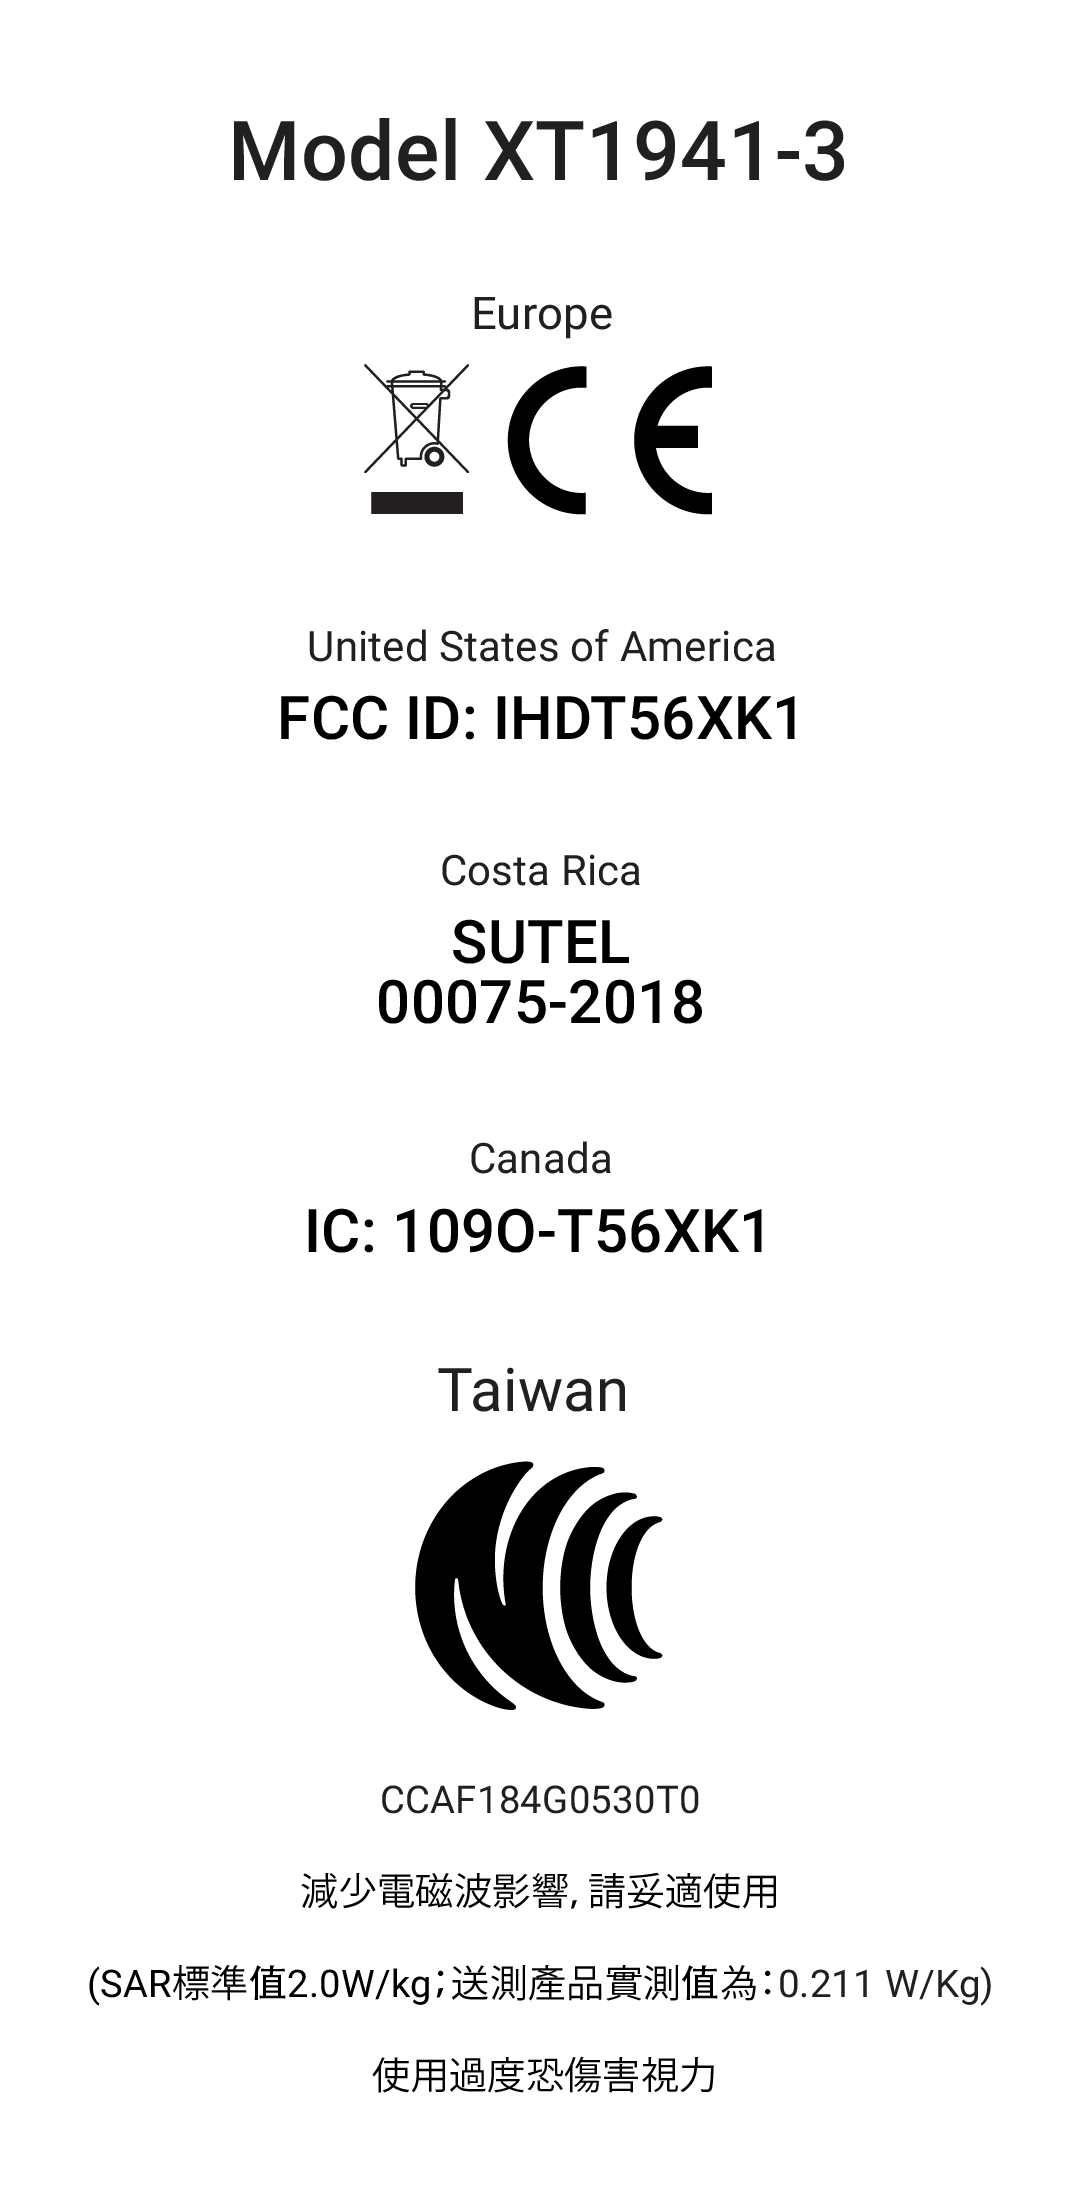 Model XT1941-3
Europe
CE
United States of America
FCC ID: IHDT56XK1
Costa Rica
SUTEL
00075-2018
Canada
IC: 109O-T56XK1
Taiwan
CCAF184G0530T0
減少電磁波影響, 請妥適使用
(SAR標準值2.0W/kg；送測產品實測值為：0.211 W/Kg)
使用過度恐傷害視力